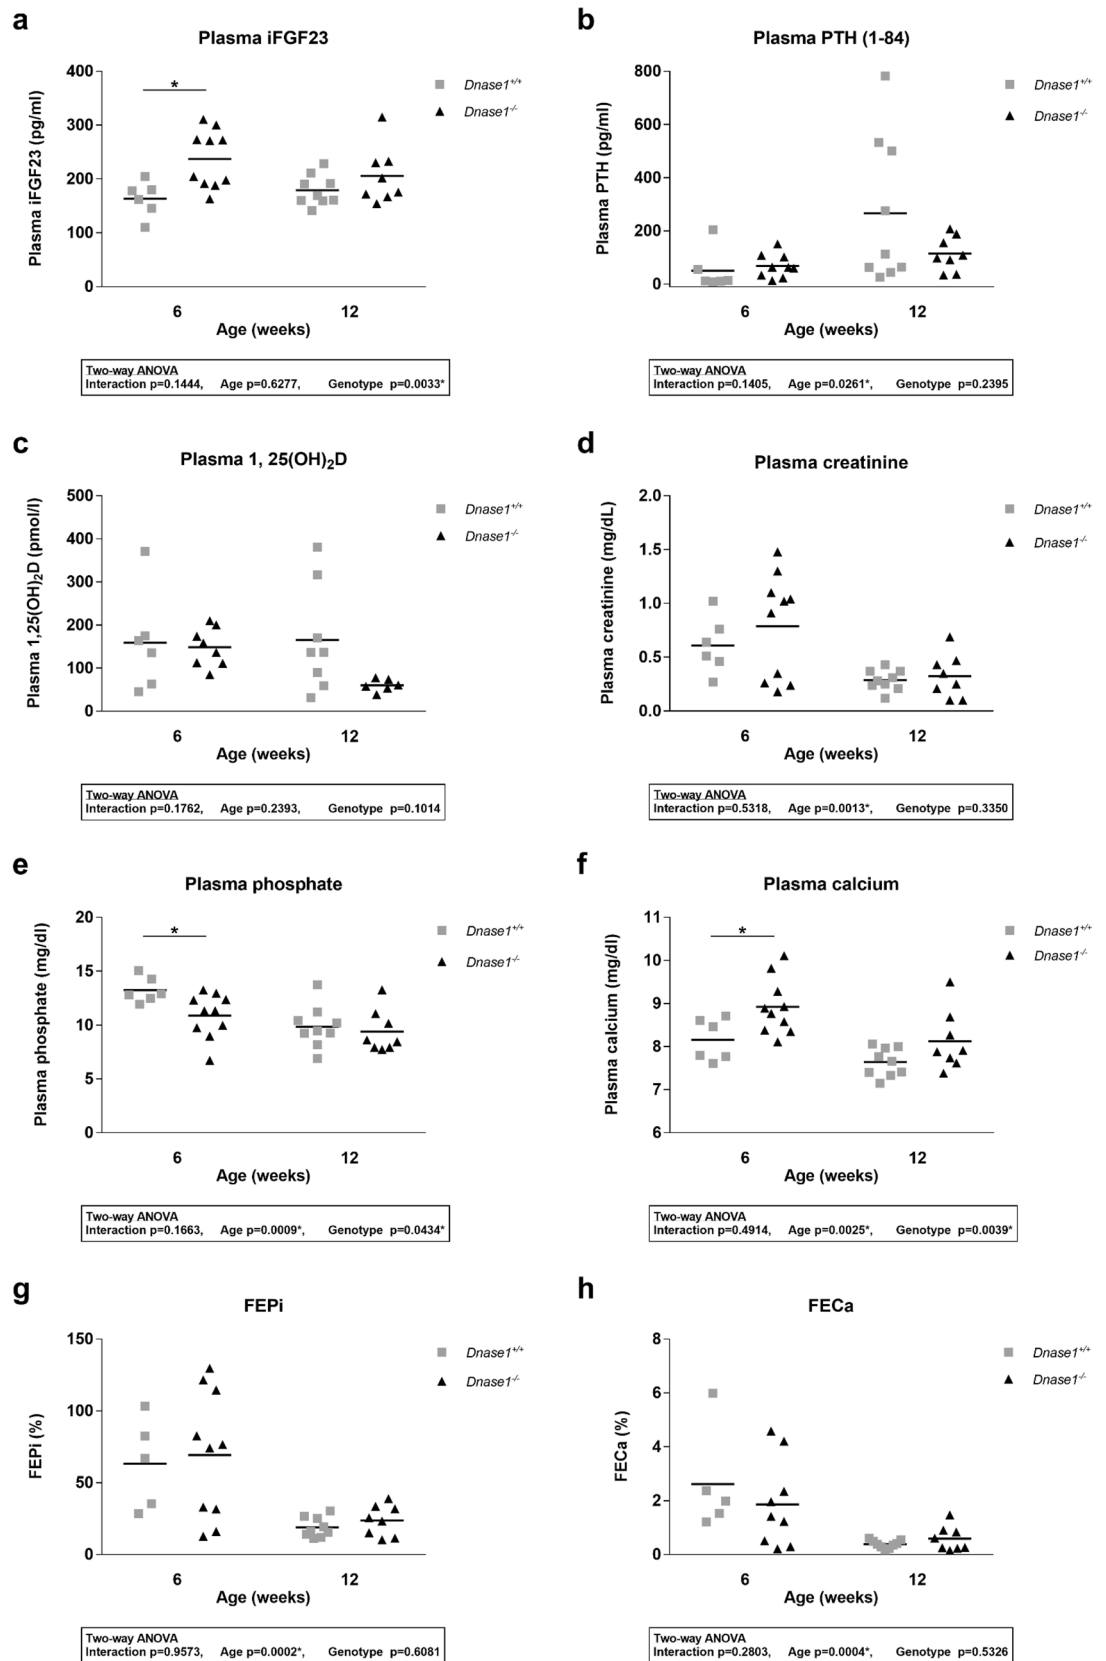 a
Plasma iFGF23
Plasma iFGF23 (pg/ml)
400
300
200
100
0
*
Dnase1+/+
Dnase1-/-
6
12
Age (weeks)
Two-way ANOVA
Interaction p=0.1444, Age p=0.6277, Genotype p=0.0033*
b
Plasma PTH (1-84)
Plasma PTH (pg/ml)
800
600
400
200
0
Dnase1+/+
Dnase1-/-
6
12
Age (weeks)
Two-way ANOVA
Interaction p=0.1405, Age p=0.0261*, Genotype p=0.2395
c
Plasma 1, 25(OH)2D
Plasma 1,25(OH)2D (pmol/l)
500
400
300
200
100
0
Dnase1+/+
Dnase1-/-
6
12
Age (weeks)
Two-way ANOVA
Interaction p=0.1762, Age p=0.2393, Genotype p=0.1014
d
Plasma creatinine
Plasma creatinine (mg/dL)
2.0
1.5
1.0
0.5
0.0
Dnase1+/+
Dnase1-/-
6
12
Age (weeks)
Two-way ANOVA
Interaction p=0.5318, Age p=0.0013*, Genotype p=0.3350
e
Plasma phosphate
Plasma phosphate (mg/dl)
20
15
10
5
0
*
Dnase1+/+
Dnase1-/-
6
12
Age (weeks)
Two-way ANOVA
Interaction p=0.1663, Age p=0.0009*, Genotype p=0.0434*
f
Plasma calcium
Plasma calcium (mg/dl)
11
10
9
8
7
6
*
Dnase1+/+
Dnase1-/-
6
12
Age (weeks)
Two-way ANOVA
Interaction p=0.4914, Age p=0.0025*, Genotype p=0.0039*
g
FEPi
FEPi (%)
150
100
50
0
Dnase1+/+
Dnase1-/-
6
12
Age (weeks)
Two-way ANOVA
Interaction p=0.9573, Age p=0.0002*, Genotype p=0.6081
h
FECa
FECa (%)
8
6
4
2
0
Dnase1+/+
Dnase1-/-
6
12
Age (weeks)
Two-way ANOVA
Interaction p=0.2803, Age p=0.0004*, Genotype p=0.5326